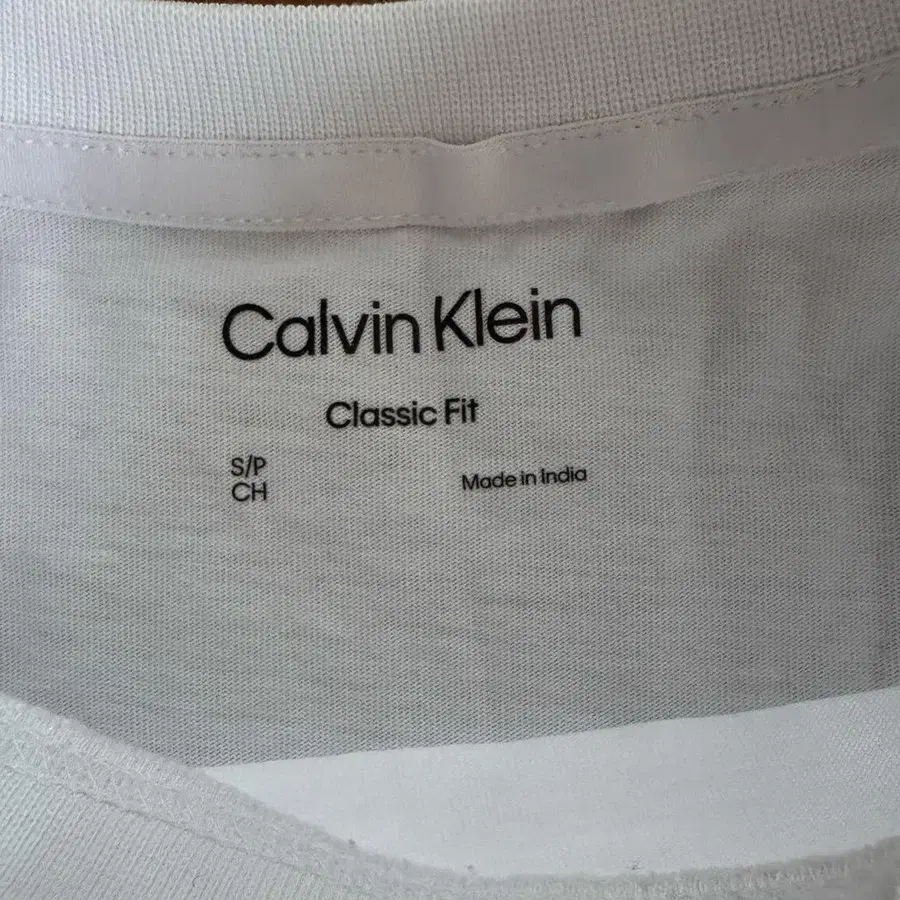 Calvin Klein
Classic Fit
S/P
CH
Made in India